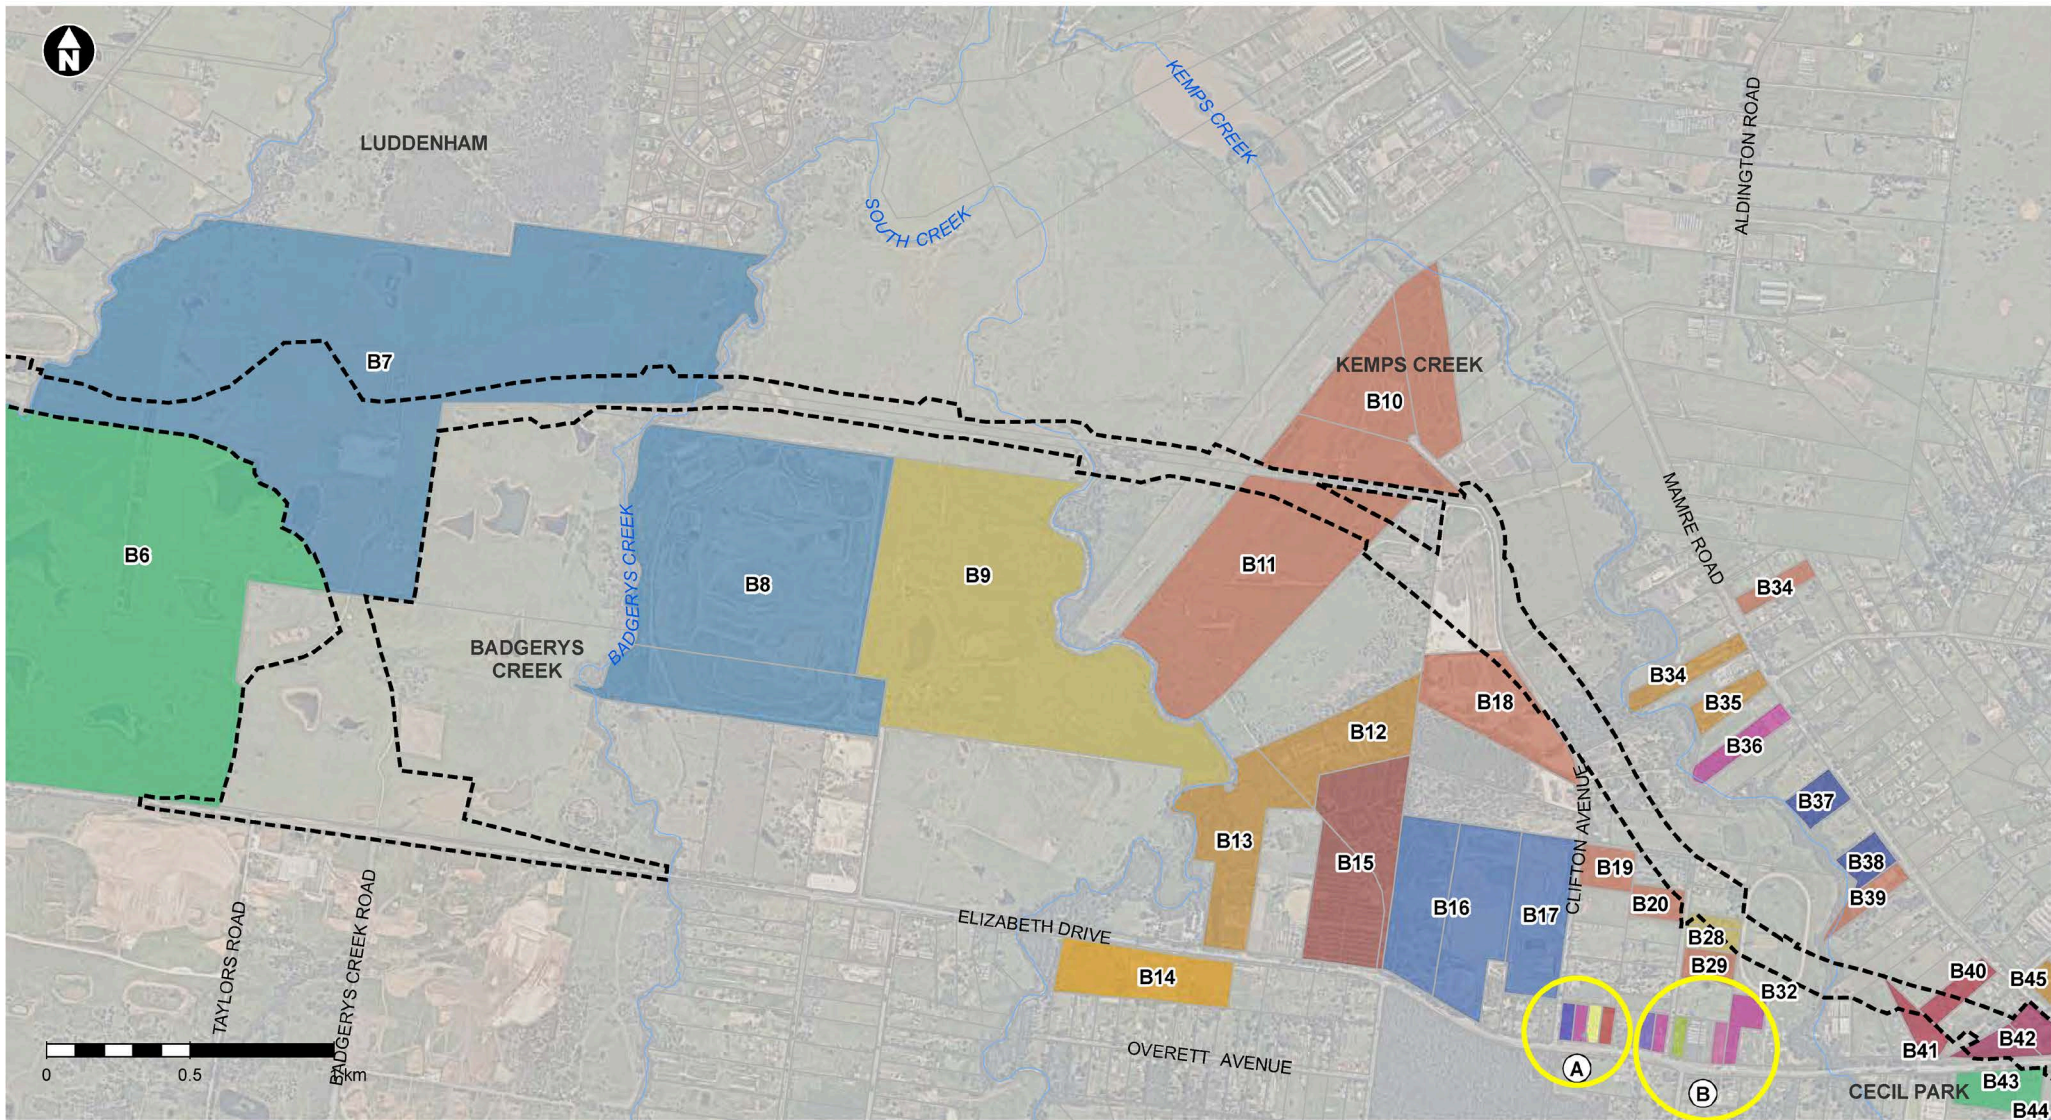 N
LUDDENHAM
KEMPS CREEK
SOUTH CREEK
ALDINGTON ROAD
B7
KEMPS CREEK
B10
MAMRE ROAD
B6
B8
B9
B11
B34
BADGERYS CREEK
BADGERYS
CREEK
B34
B35
B18
B12
B36
CLIFTON AVENUE
B37
B13
B15
B19
B38
B20
B39
B16
B17
ELIZABETH DRIVE
B28
B29
B14
B32
B40
B45
TAYLORS ROAD
BADGERYS CREEK ROAD
B42
B41
OVERETT AVENUE
A
B
0
0.5
1 km
CECIL PARK
B43
B44